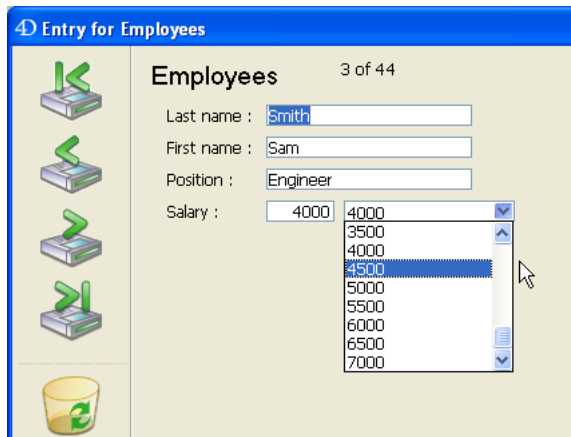 4D Entry for Employees
Employees 3 of 44
Last name : Smith
First name : Sam
Position : Engineer
Salary : 4000 4000
3500
4000
4500
5000
5500
6000
6500
7000